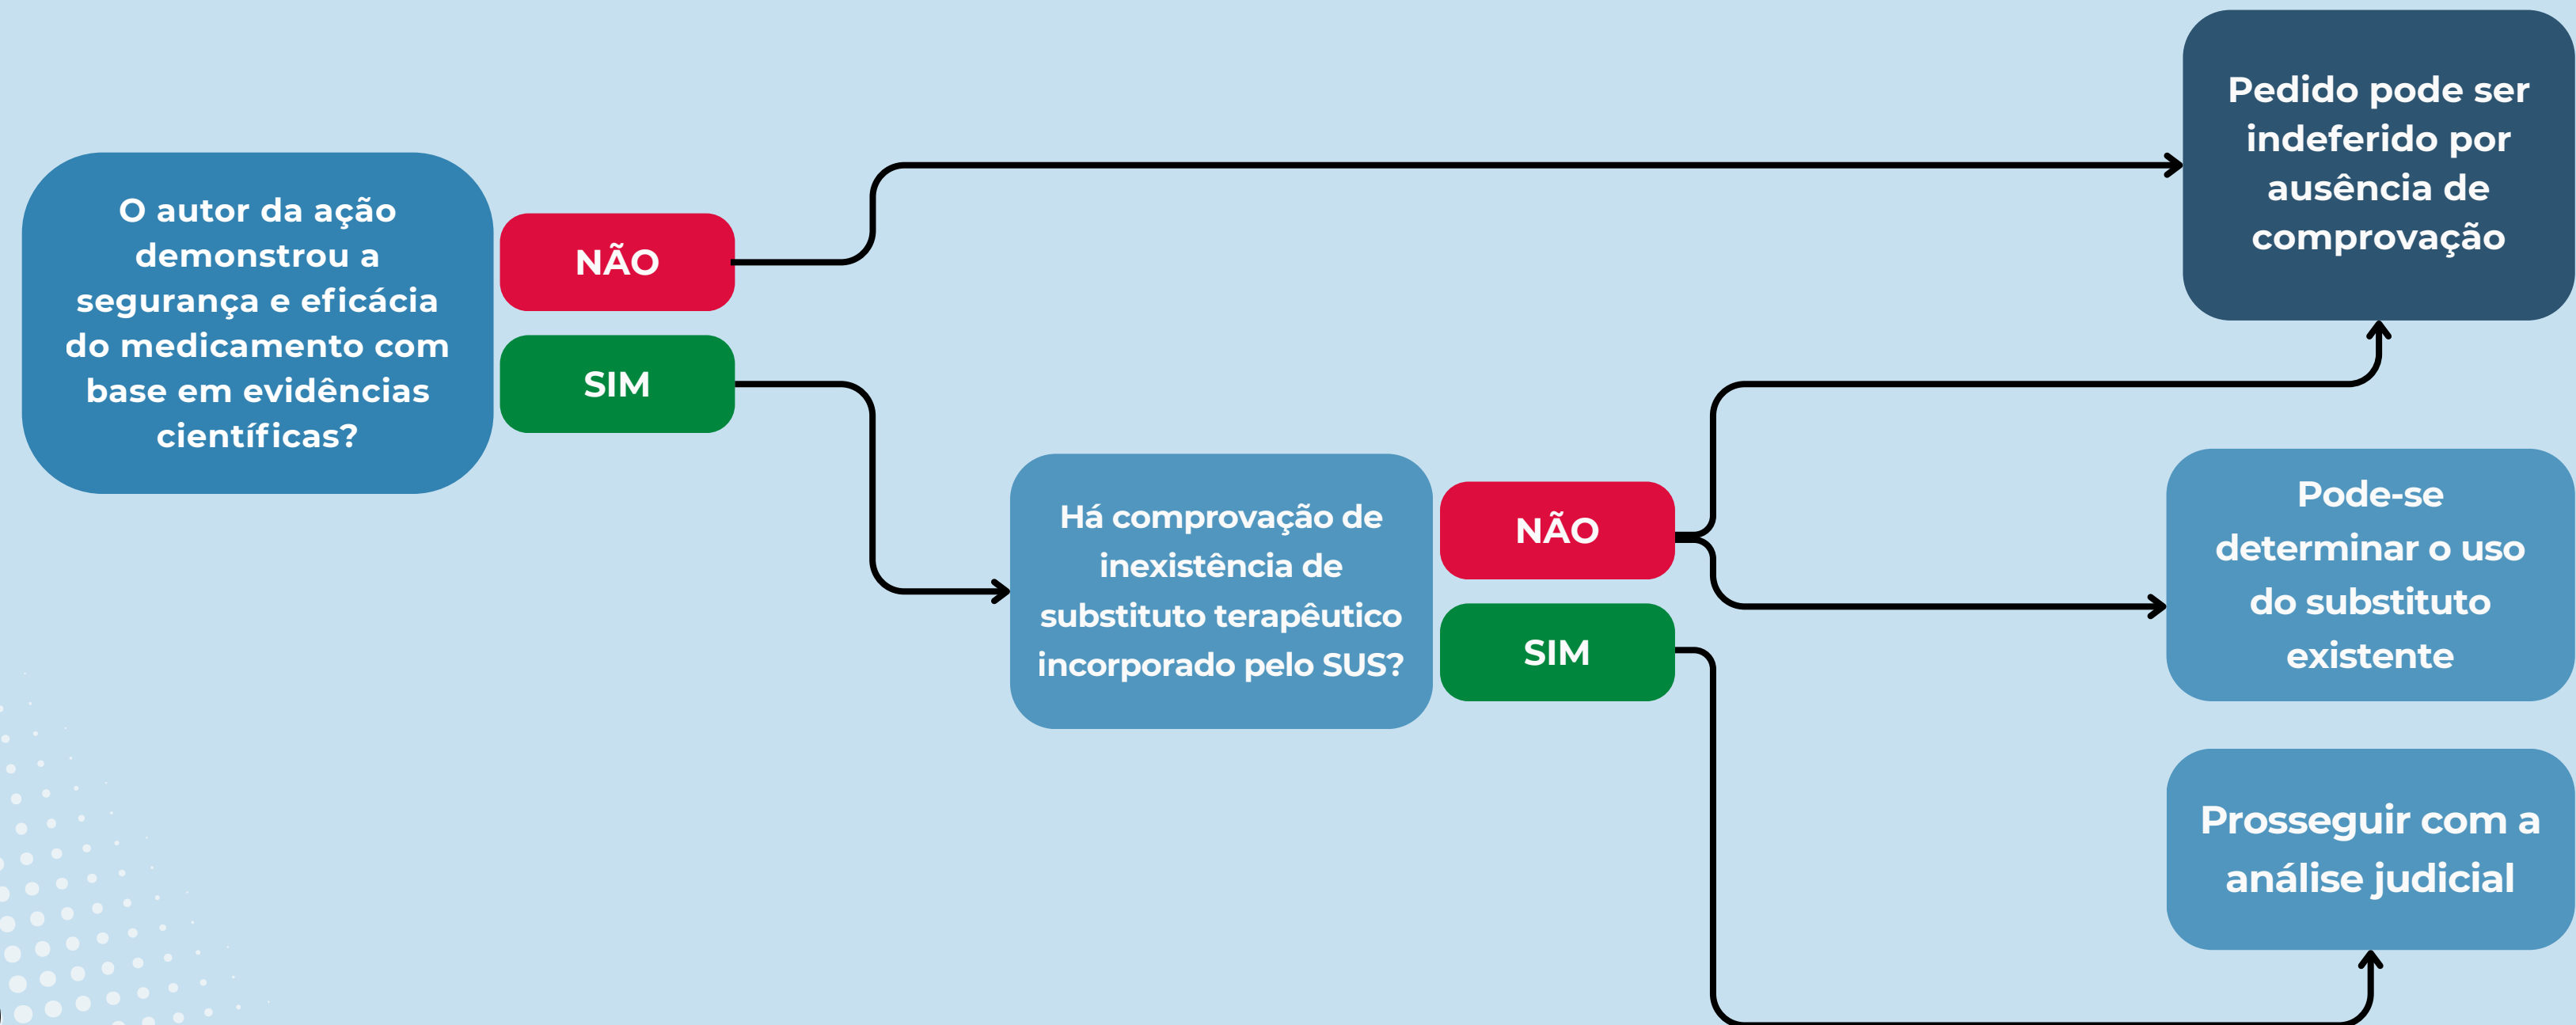 O autor da ação
demonstrou a
segurança e eficácia
do medicamento com
base em evidências
científicas?
NÃO
SIM
Há comprovação de
inexistência de
substituto terapêutico
incorporado pelo SUS?
NÃO
SIM
Pedido pode ser
indeferido por
ausência de
comprovação
Pode-se
determinar o uso
do substituto
existente
Prosseguir com a
análise judicial